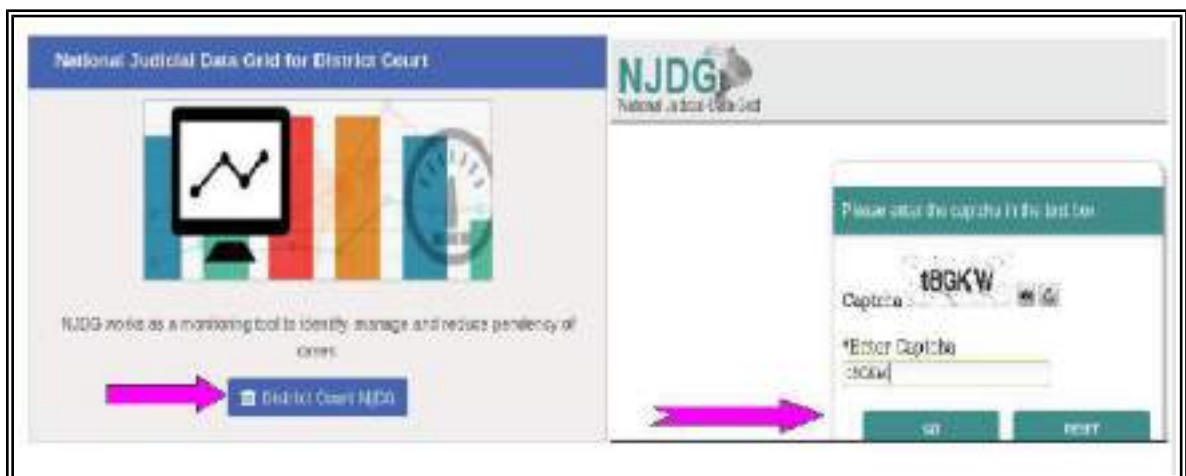 National Judicial Data Grid for District Court
NJDG works as a monitoring tool to identify, manage and reduce pendency of
cases
District Court NJDG
NJDG
National Judicial Data Grid
Please enter the captcha in the text box
Captcha
t8GKW
*Enter Captcha
GO
RESET